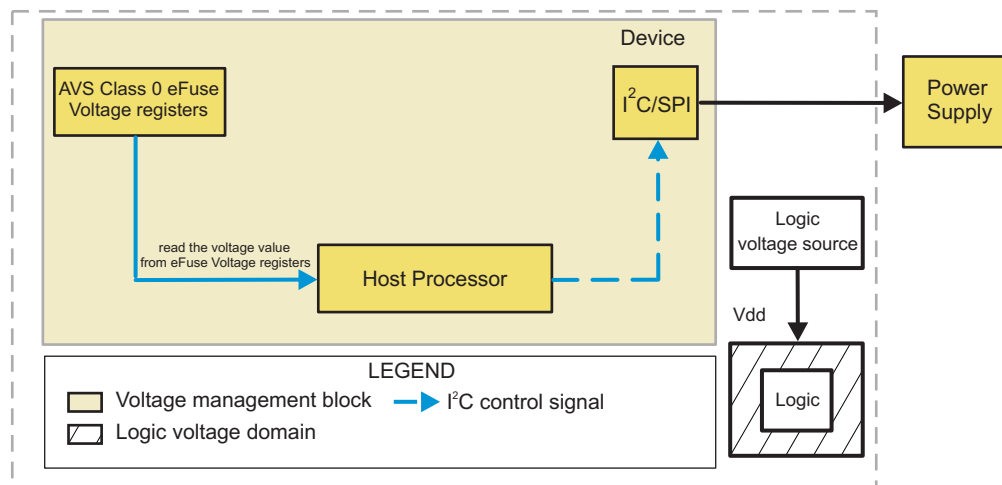 Device
AVS Class 0 eFuse
Voltage registers
I²C/SPI
Power
Supply
read the voltage value
from eFuse Voltage registers
Host Processor
Logic
voltage source
Vdd
Logic
LEGEND
Voltage management block
I²C control signal
Logic voltage domain